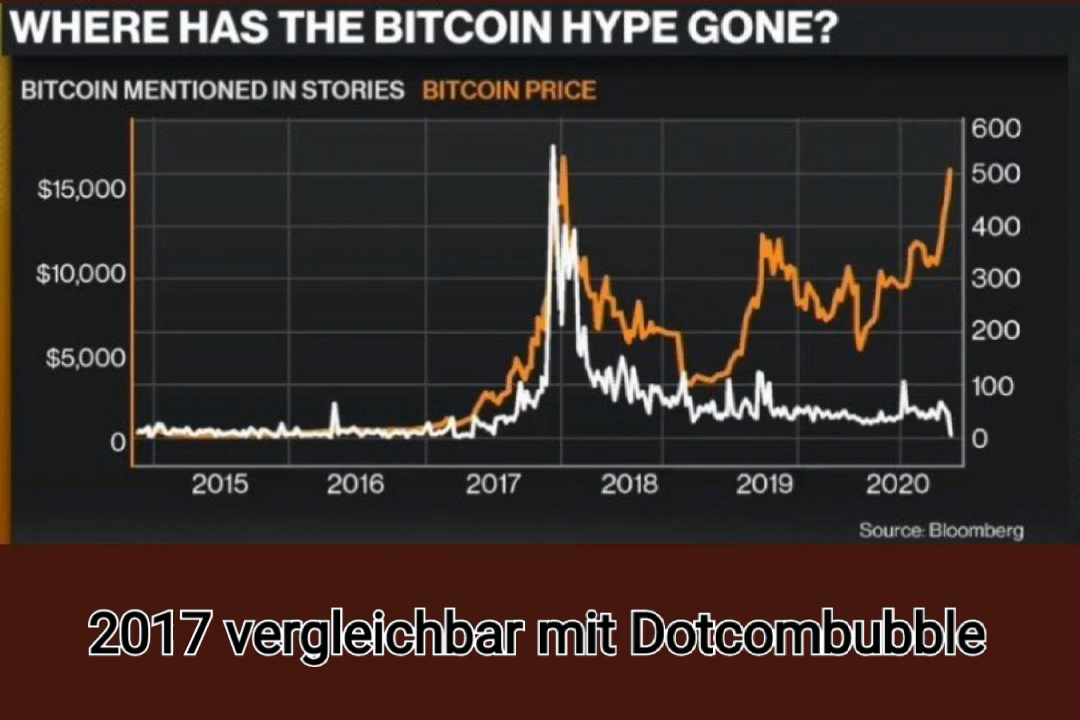 WHERE HAS THE BITCOIN HYPE GONE?
BITCOIN MENTIONED IN STORIES BITCOIN PRICE
600
$15,000
500
400
$10,000
300
$5,000
200
100
0
0
2015 2016 2017 2018 2019 2020
Source: Bloomberg
2017 vergleichbar mit Dotcombubble